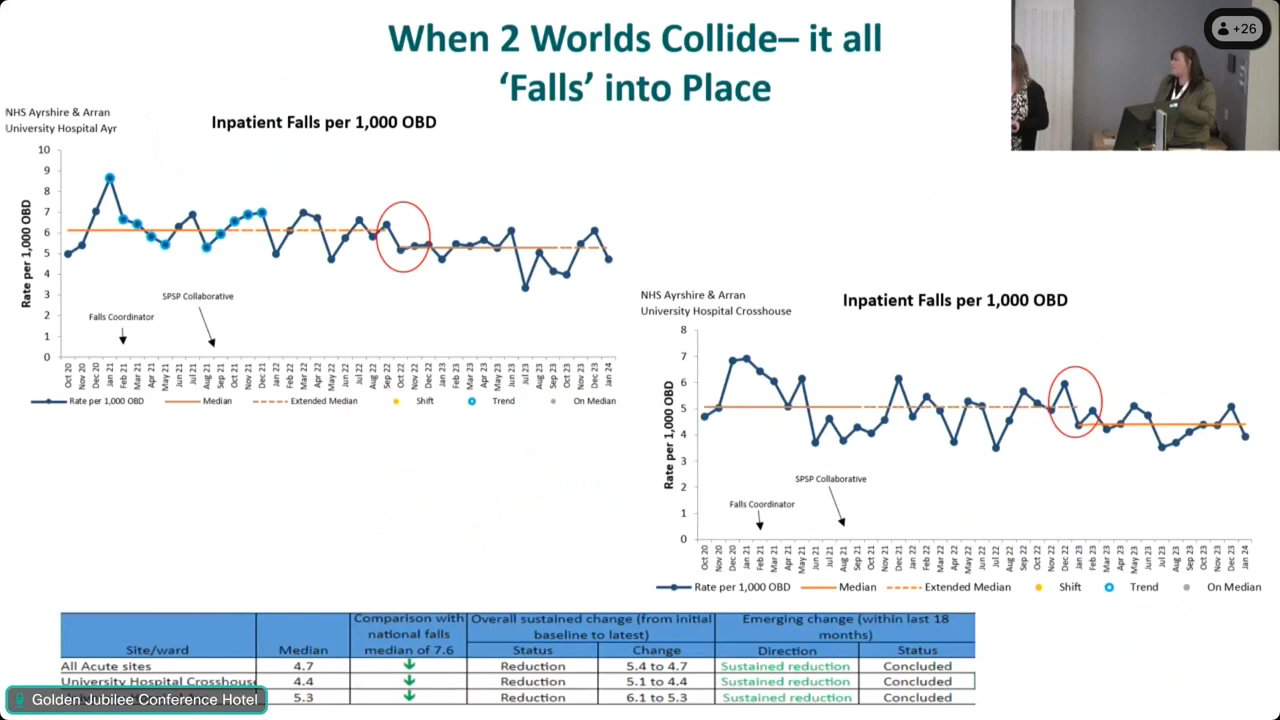 When 2 Worlds Collide– it all
‘Falls’ into Place
+26
NHS Ayrshire & Arran
University Hospital Ayr
Inpatient Falls per 1,000 OBD
Rate per 1,000 OBD
10
9
8
7
6
5
4
3
2
1
0
Falls Coordinator
SPSP Collaborative
Oct 20
Nov 20
Dec 20
Jan 21
Feb 21
Mar 21
Apr 21
May 21
Jun 21
Jul 21
Aug 21
Sep 21
Oct 21
Nov 21
Dec 21
Jan 22
Feb 22
Mar 22
Apr 22
May 22
Jun 22
Jul 22
Aug 22
Sep 22
Oct 22
Nov 22
Dec 22
Jan 23
Feb 23
Mar 23
Apr 23
May 23
Jun 23
Jul 23
Aug 23
Sep 23
Oct 23
Nov 23
Dec 23
Jan 24
Rate per 1,000 OBD Median Extended Median Shift Trend On Median
NHS Ayrshire & Arran
University Hospital Crosshouse
Inpatient Falls per 1,000 OBD
Rate per 1,000 OBD
8
7
6
5
4
3
2
1
0
SPSP Collaborative
Falls Coordinator
Oct 20
Nov 20
Dec 20
Jan 21
Feb 21
Mar 21
Apr 21
May 21
Jun 21
Jul 21
Aug 21
Sep 21
Oct 21
Nov 21
Dec 21
Jan 22
Feb 22
Mar 22
Apr 22
May 22
Jun 22
Jul 22
Aug 22
Sep 22
Oct 22
Nov 22
Dec 22
Jan 23
Feb 23
Mar 23
Apr 23
May 23
Jun 23
Jul 23
Aug 23
Sep 23
Oct 23
Nov 23
Dec 23
Jan 24
Rate per 1,000 OBD Median Extended Median Shift Trend On Median
Site/ward Median Comparison with national falls median of 7.6 Overall sustained change (from initial baseline to latest) Emerging change (within last 18 months)
Status Change Direction Status
All Acute sites 4.7 Reduction 5.4 to 4.7 Sustained reduction Concluded
University Hospital Crosshouse 4.4 Reduction 5.1 to 4.4 Sustained reduction Concluded
5.3 Reduction 6.1 to 5.3 Sustained reduction Concluded
Golden Jubilee Conference Hotel